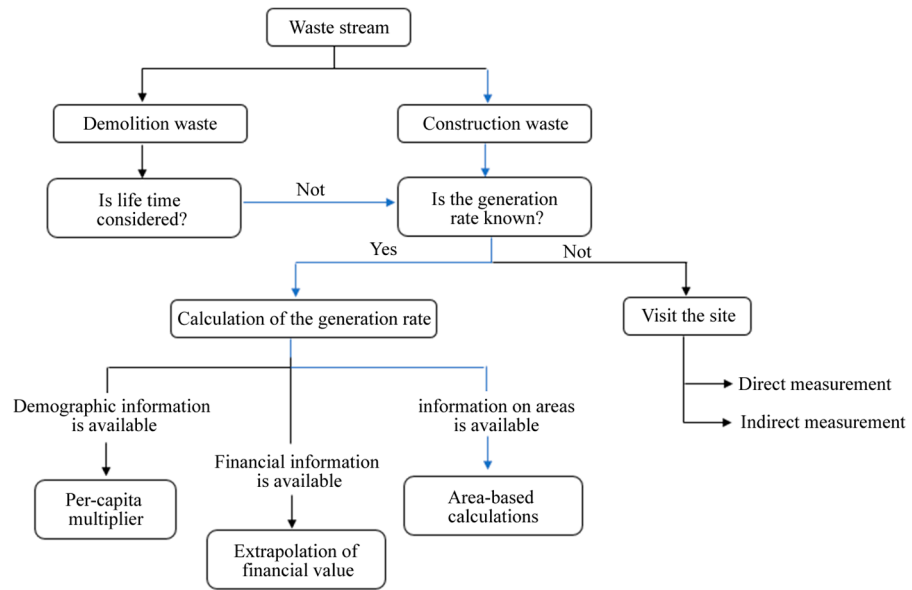 Waste stream
Demolition waste
Construction waste
Is life time
considered?
Not
Is the generation
rate known?
Yes
Not
Calculation of the generation rate
Visit the site
Direct measurement
Indirect measurement
Demographic information
is available
information on areas
is available
Financial information
is available
Per-capita
multiplier
Area-based
calculations
Extrapolation of
financial value